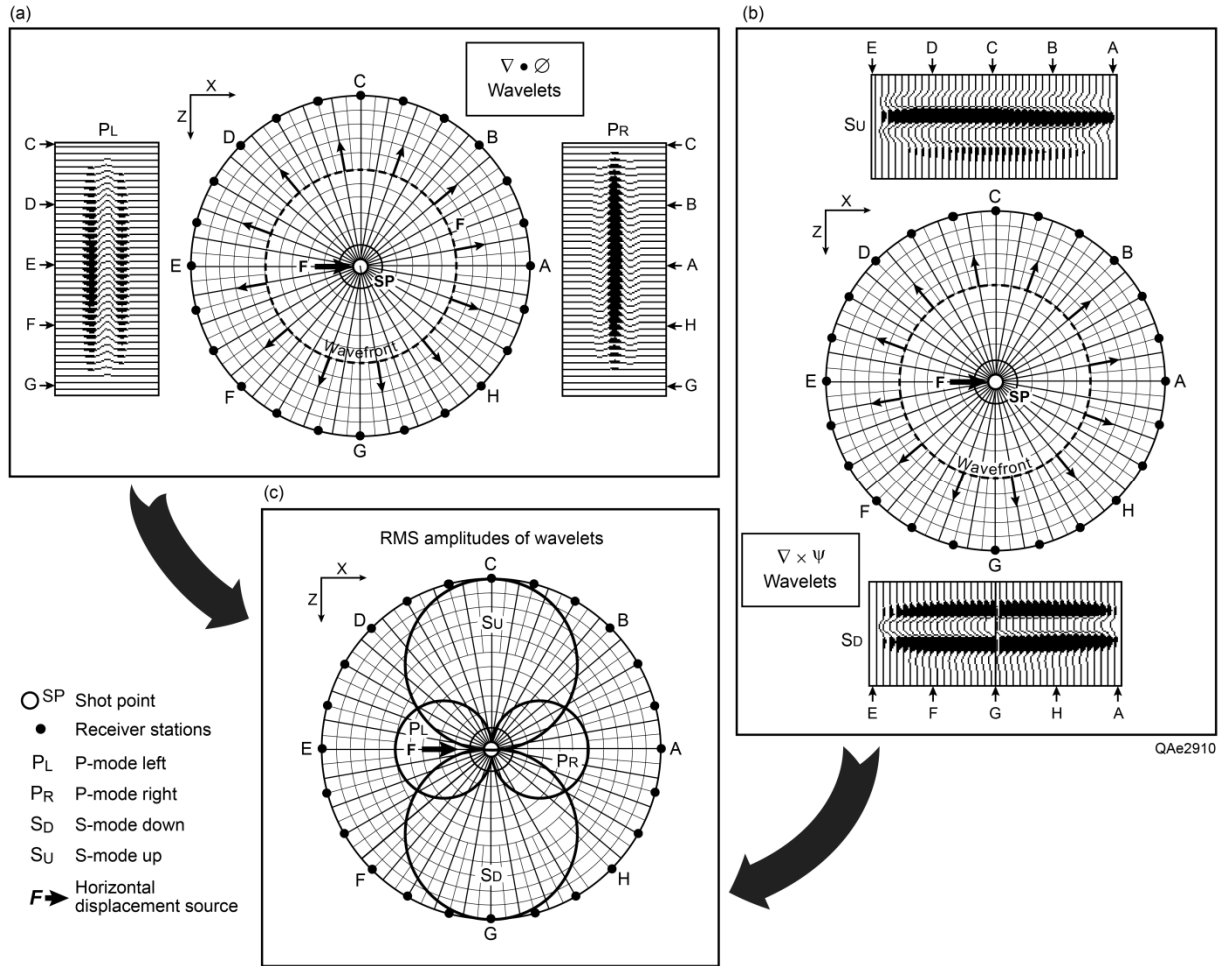 (a)
∇ • ∅
Wavelets
X
Z
PL
PR
C
D
E
F
G
C
B
A
H
G
C
B
A
H
G
F
E
D
F
F
SP
Wavefront
(b)
E D C B A
SU
X
Z
C
B
A
H
G
F
E
D
F
SP
Wavefront
∇ × Ψ
Wavelets
SD
E F G H A
QAe2910
(c)
RMS amplitudes of wavelets
X
Z
C
B
A
H
G
F
E
D
SU
PL
F
PR
SD
SP Shot point
Receiver stations
PL P-mode left
PR P-mode right
SD S-mode down
SU S-mode up
F Horizontal
displacement source